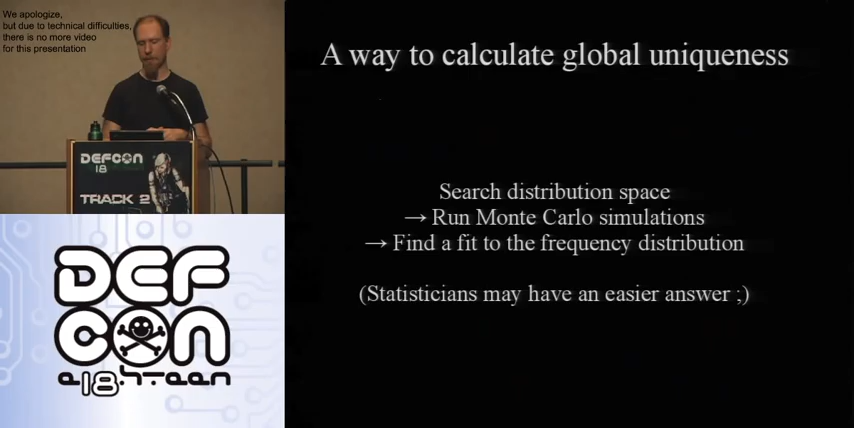 We apologize,
but due to technical difficulties,
there is no more video
for this presentation
DEFCON
18
TRACK 2
DEF
CON
e18hteen
A way to calculate global uniqueness
Search distribution space
→ Run Monte Carlo simulations
→ Find a fit to the frequency distribution
(Statisticians may have an easier answer ;)